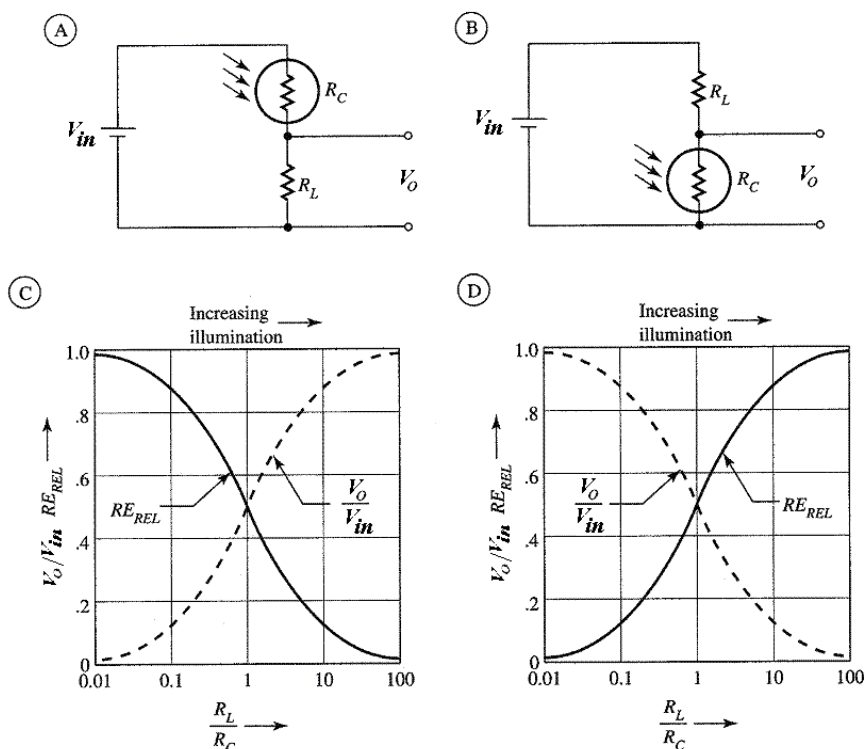 A
R_C
V_in
R_L
V_O
B
R_L
V_in
R_C
V_O
C
Increasing
illumination
1.0
.8
.6
.4
.2
0
V_O/V_in RE_REL
RE_REL
V_O
V_in
0.01 0.1 1 10 100
R_L
R_C
D
Increasing
illumination
1.0
.8
.6
.4
.2
0
V_O/V_in RE_REL
V_O
V_in
RE_REL
0.01 0.1 1 10 100
R_L
R_C